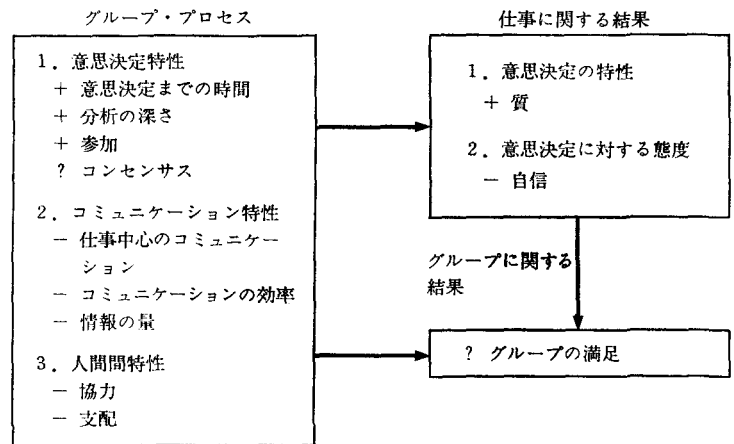 グループ・プロセス
1．意思決定特性
＋ 意思決定までの時間
＋ 分析の深さ
＋ 参加
？ コンセンサス
2．コミュニケーション特性
－ 仕事中心のコミュニケー
ション
－ コミュニケーションの効率
－ 情報の量
3．人間間特性
－ 協力
－ 支配
仕事に関する結果
1．意思決定の特性
＋ 質
2．意思決定に対する態度
－ 自信
グループに関する
結果
？ グループの満足